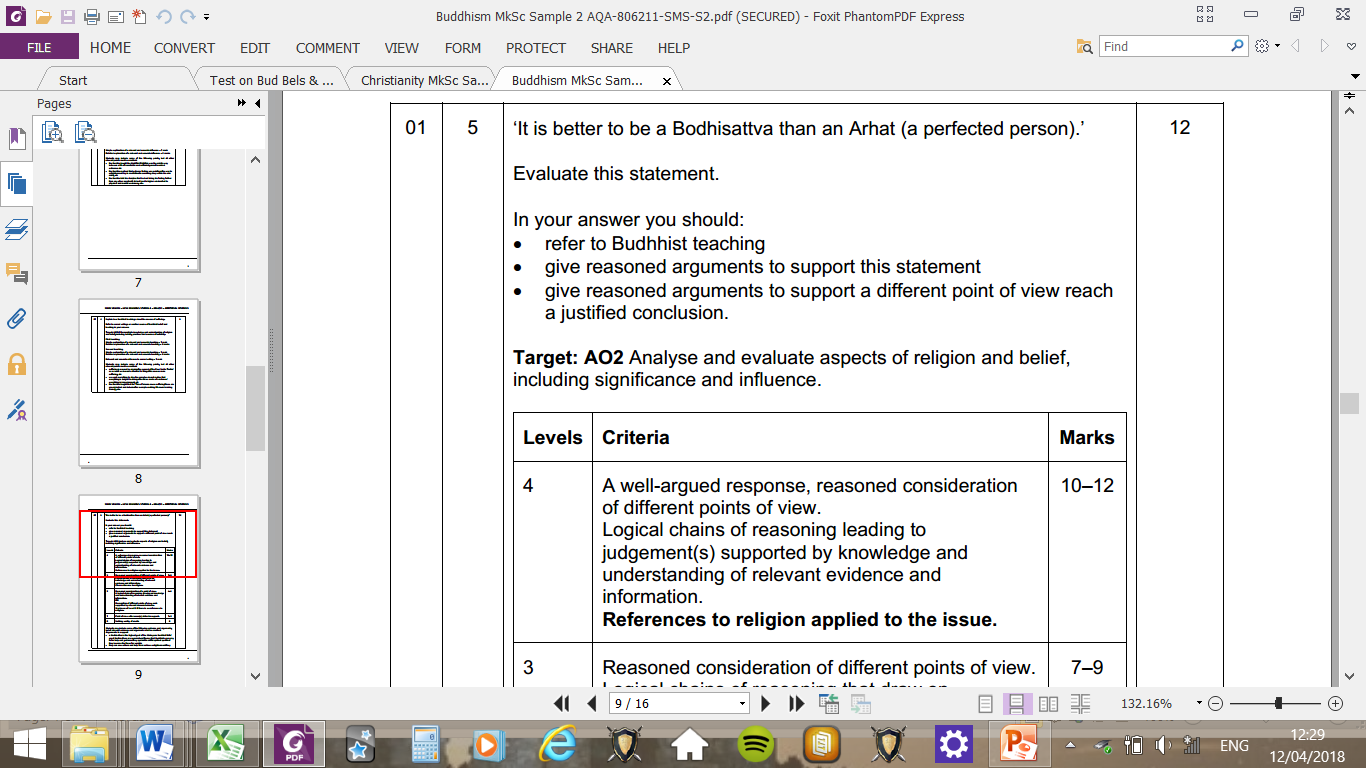 Buddhism MkSc Sample 2 AQA-806211-SMS-S2.pdf (SECURED) - Foxit PhantomPDF Express
FILE HOME CONVERT EDIT COMMENT VIEW FORM PROTECT SHARE HELP Find
Start Test on Bud Bels & ... Christianity MkSc Sa... Buddhism MkSc Sam...
Pages
7
8
9
01 5 ‘It is better to be a Bodhisattva than an Arhat (a perfected person).’ 12
Evaluate this statement.
In your answer you should:
• refer to Budhhist teaching
• give reasoned arguments to support this statement
• give reasoned arguments to support a different point of view reach
a justified conclusion.
Target: AO2 Analyse and evaluate aspects of religion and belief,
including significance and influence.
Levels Criteria Marks
4 A well-argued response, reasoned consideration 10–12
of different points of view.
Logical chains of reasoning leading to
judgement(s) supported by knowledge and
understanding of relevant evidence and
information.
References to religion applied to the issue.
3 Reasoned consideration of different points of view. 7–9
Logical chains of reasoning that draw on
9 / 16 132.16%
PDF ENG 12:29
12/04/2018